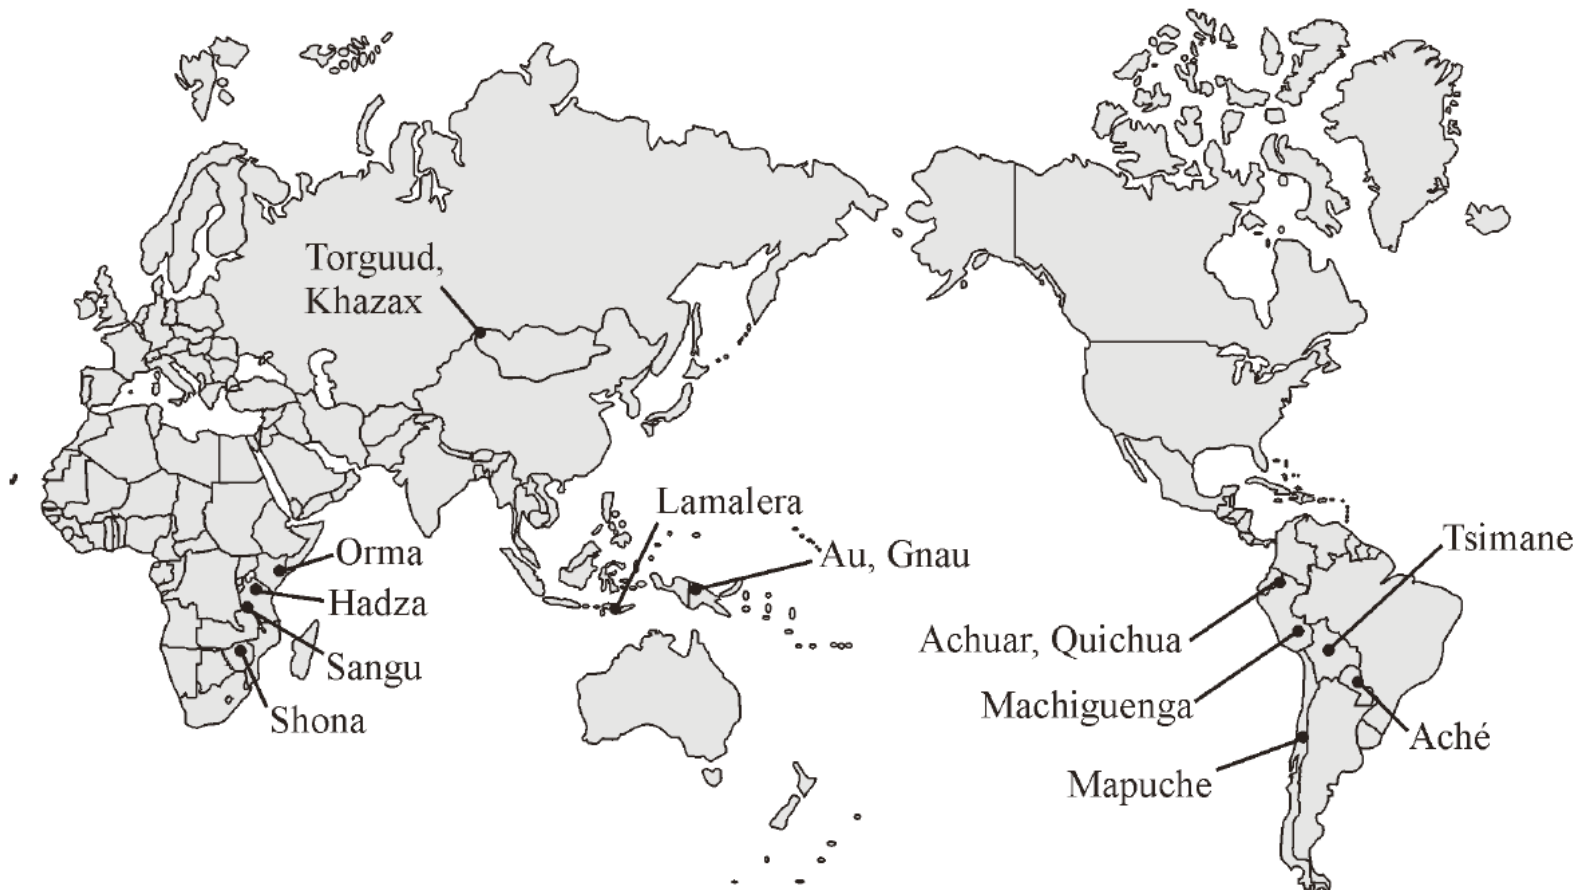 Torguud,
Khazax
Lamalera
Orma
Au, Gnau
Tsimane
Hadza
Achuar, Quichua
Sangu
Machiguenga
Shona
Aché
Mapuche